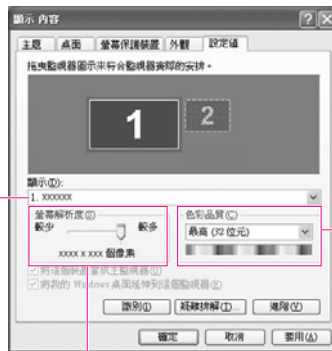 顯示 內容
主題 桌面 螢幕保護裝置 外觀 設定值
拖曳監視器圖示來符合監視器實際的安排。
1 2
顯示(D):
1. XXXXXX
螢幕解析度(S)
較少 較多
xxxx x xxx 個像素
色彩品質(C)
最高 (32 位元)
將這個裝置當成主監視器(U)
將我的 Windows 桌面延伸到這個監視器(E)
識別(I) 疑難排解(T)... 進階(V)
確定 取消 套用(A)